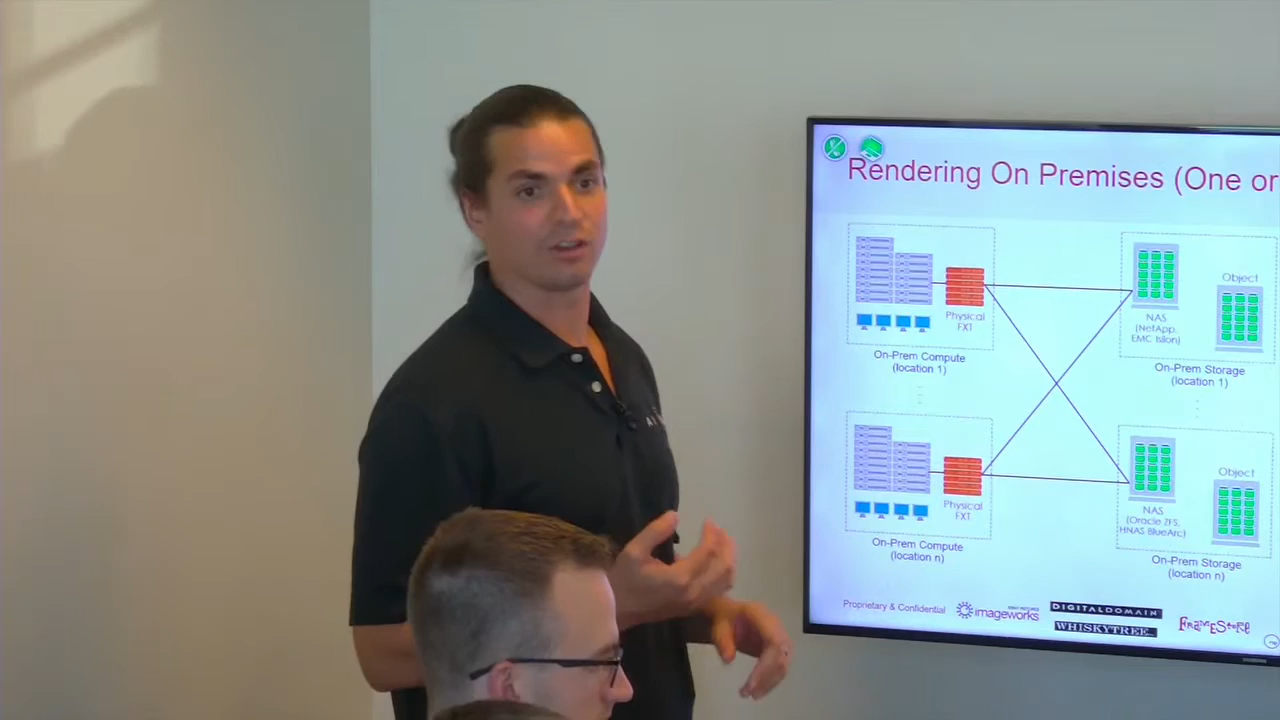 Rendering On Premises (One or
Physical
FXT
On-Prem Compute
(location 1)
NAS
(NetApp,
EMC Isilon)
Object
On-Prem Storage
(location 1)
Physical
FXT
On-Prem Compute
(location n)
NAS
(Oracle ZFS,
HNAS BlueArc)
Object
On-Prem Storage
(location n)
Proprietary & Confidential
imageworks
DIGITALDOMAIN
WHISKYTREE
FRAMESTORE